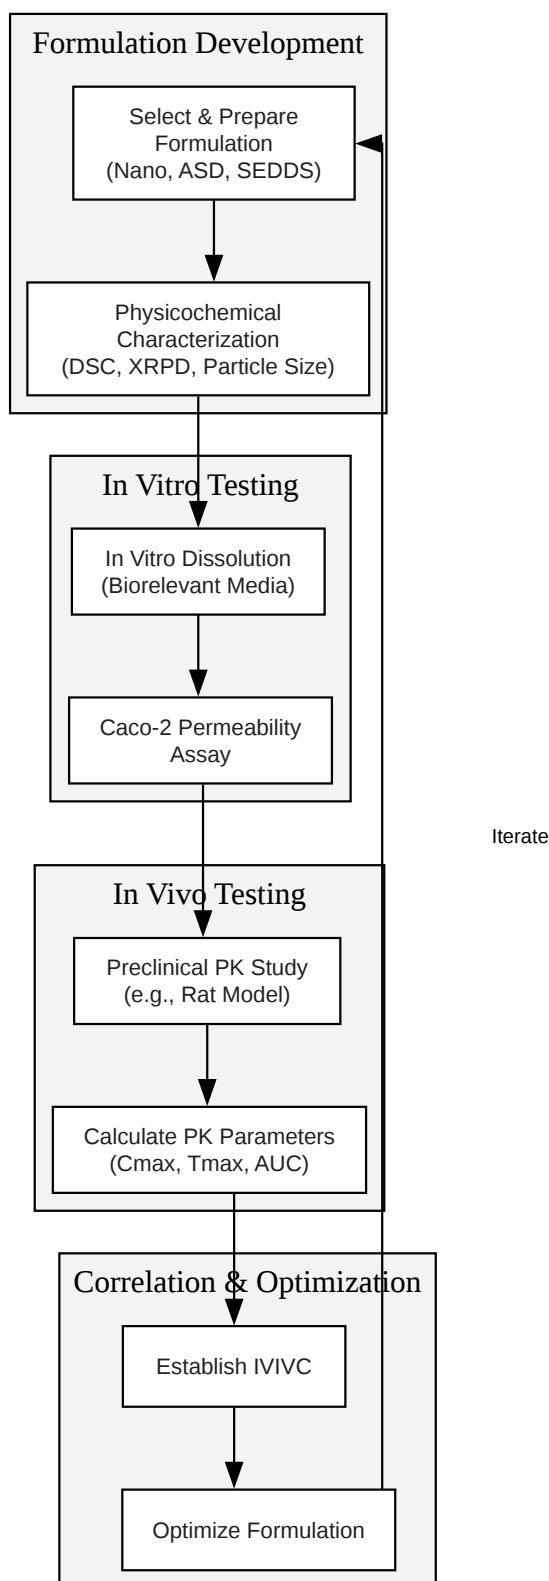 Formulation Development
Select & Prepare
Formulation
(Nano, ASD, SEDDS)
Physicochemical
Characterization
(DSC, XRPD, Particle Size)
In Vitro Testing
In Vitro Dissolution
(Biorelevant Media)
Caco-2 Permeability
Assay
Iterate
In Vivo Testing
Preclinical PK Study
(e.g., Rat Model)
Calculate PK Parameters
(Cmax, Tmax, AUC)
Correlation & Optimization
Establish IVIVC
Optimize Formulation